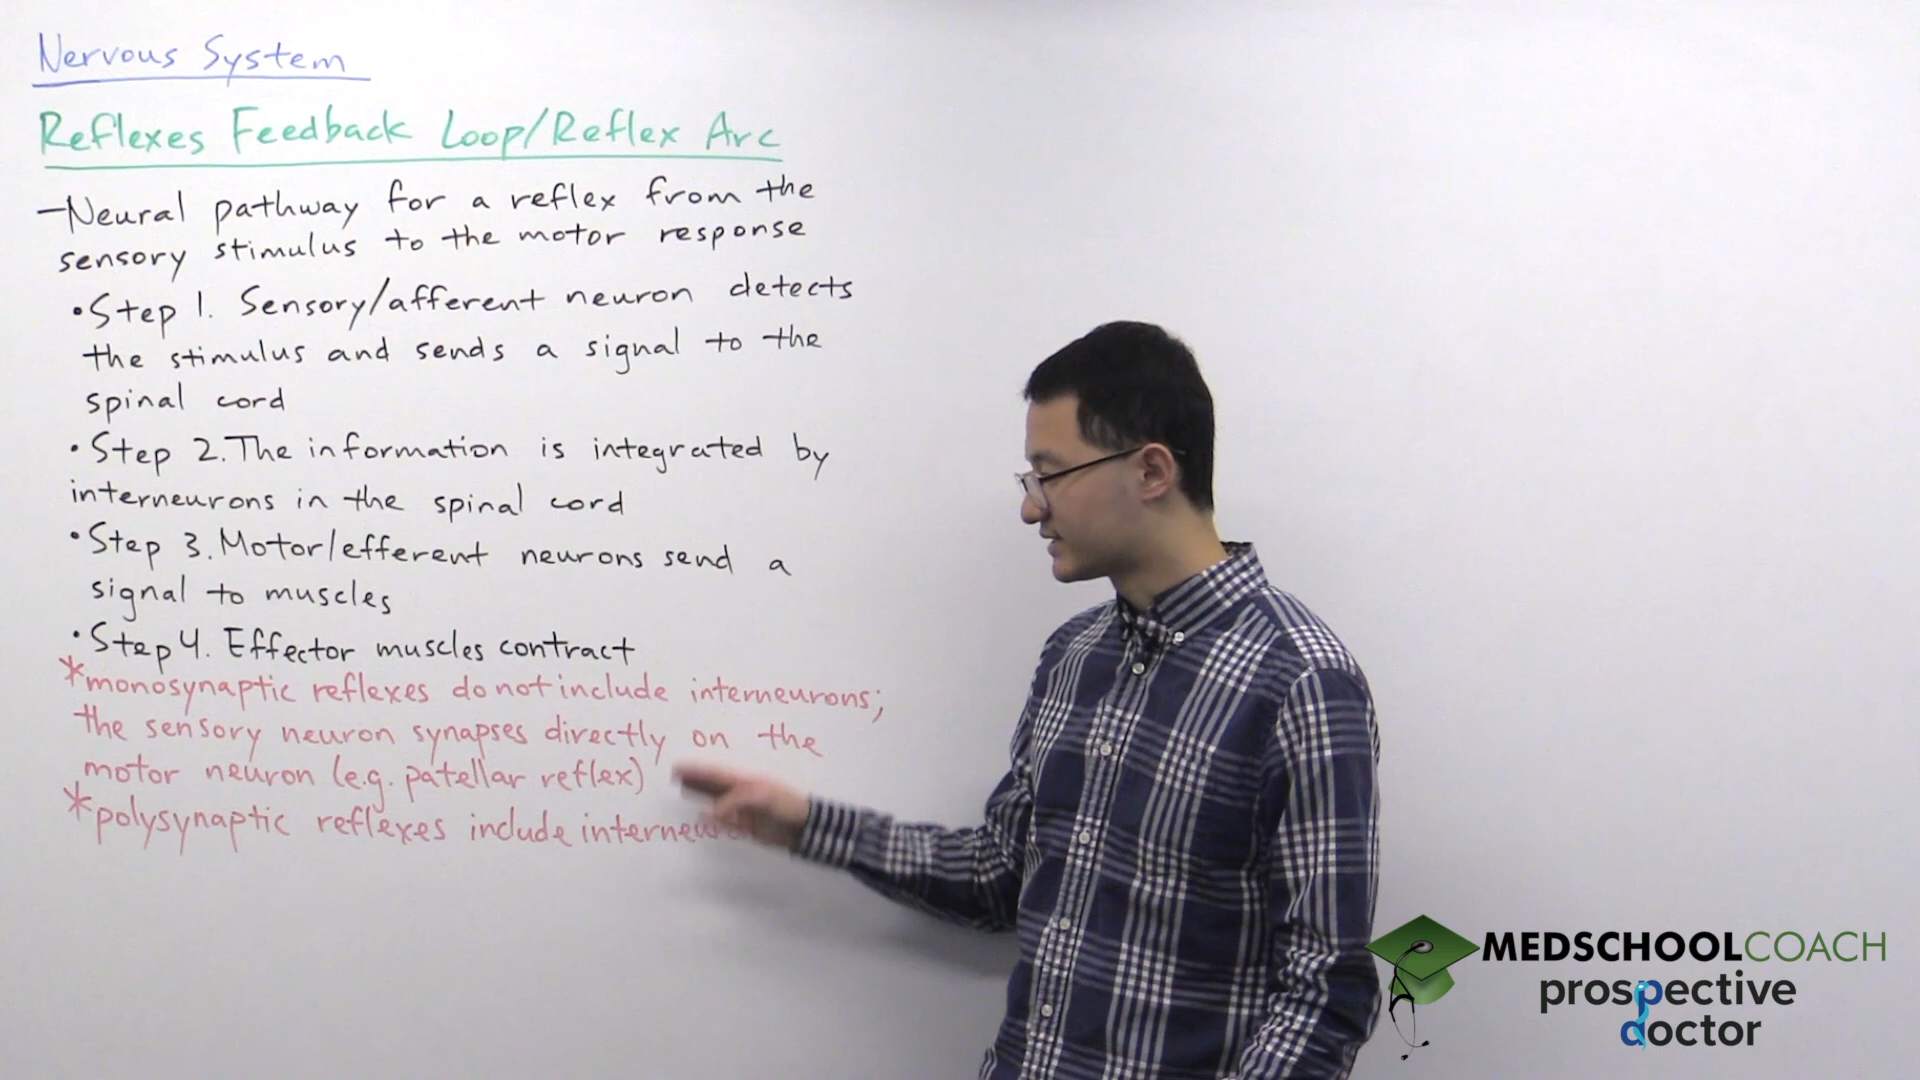 Nervous System
Reflexes Feedback Loop/Reflex Arc
-Neural pathway for a reflex from the
sensory stimulus to the motor response
•Step 1. Sensory/afferent neuron detects
the stimulus and sends a signal to the
spinal cord
•Step 2. The information is integrated by
interneurons in the spinal cord
•Step 3. Motor/efferent neurons send a
signal to muscles
•Step 4. Effector muscles contract
*monosynaptic reflexes do not include interneurons;
the sensory neuron synapses directly on the
motor neuron (e.g. patellar reflex)
*polysynaptic reflexes include
MEDSCHOOLCOACH
prospective
doctor